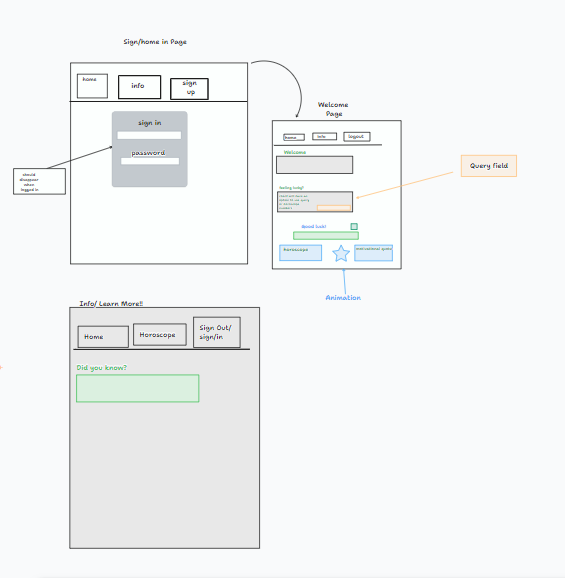 Sign/home in Page
home
info
sign
up
sign in
password
should
disappear
when
logged in
Welcome
Page
home
info
logout
Welcome
feeling lucky?
Good luck!
horoscope
motivational quote
Query field
Animation
Info/ Learn More!!
Home
Horoscope
Sign Out/
sign/in
Did you know?